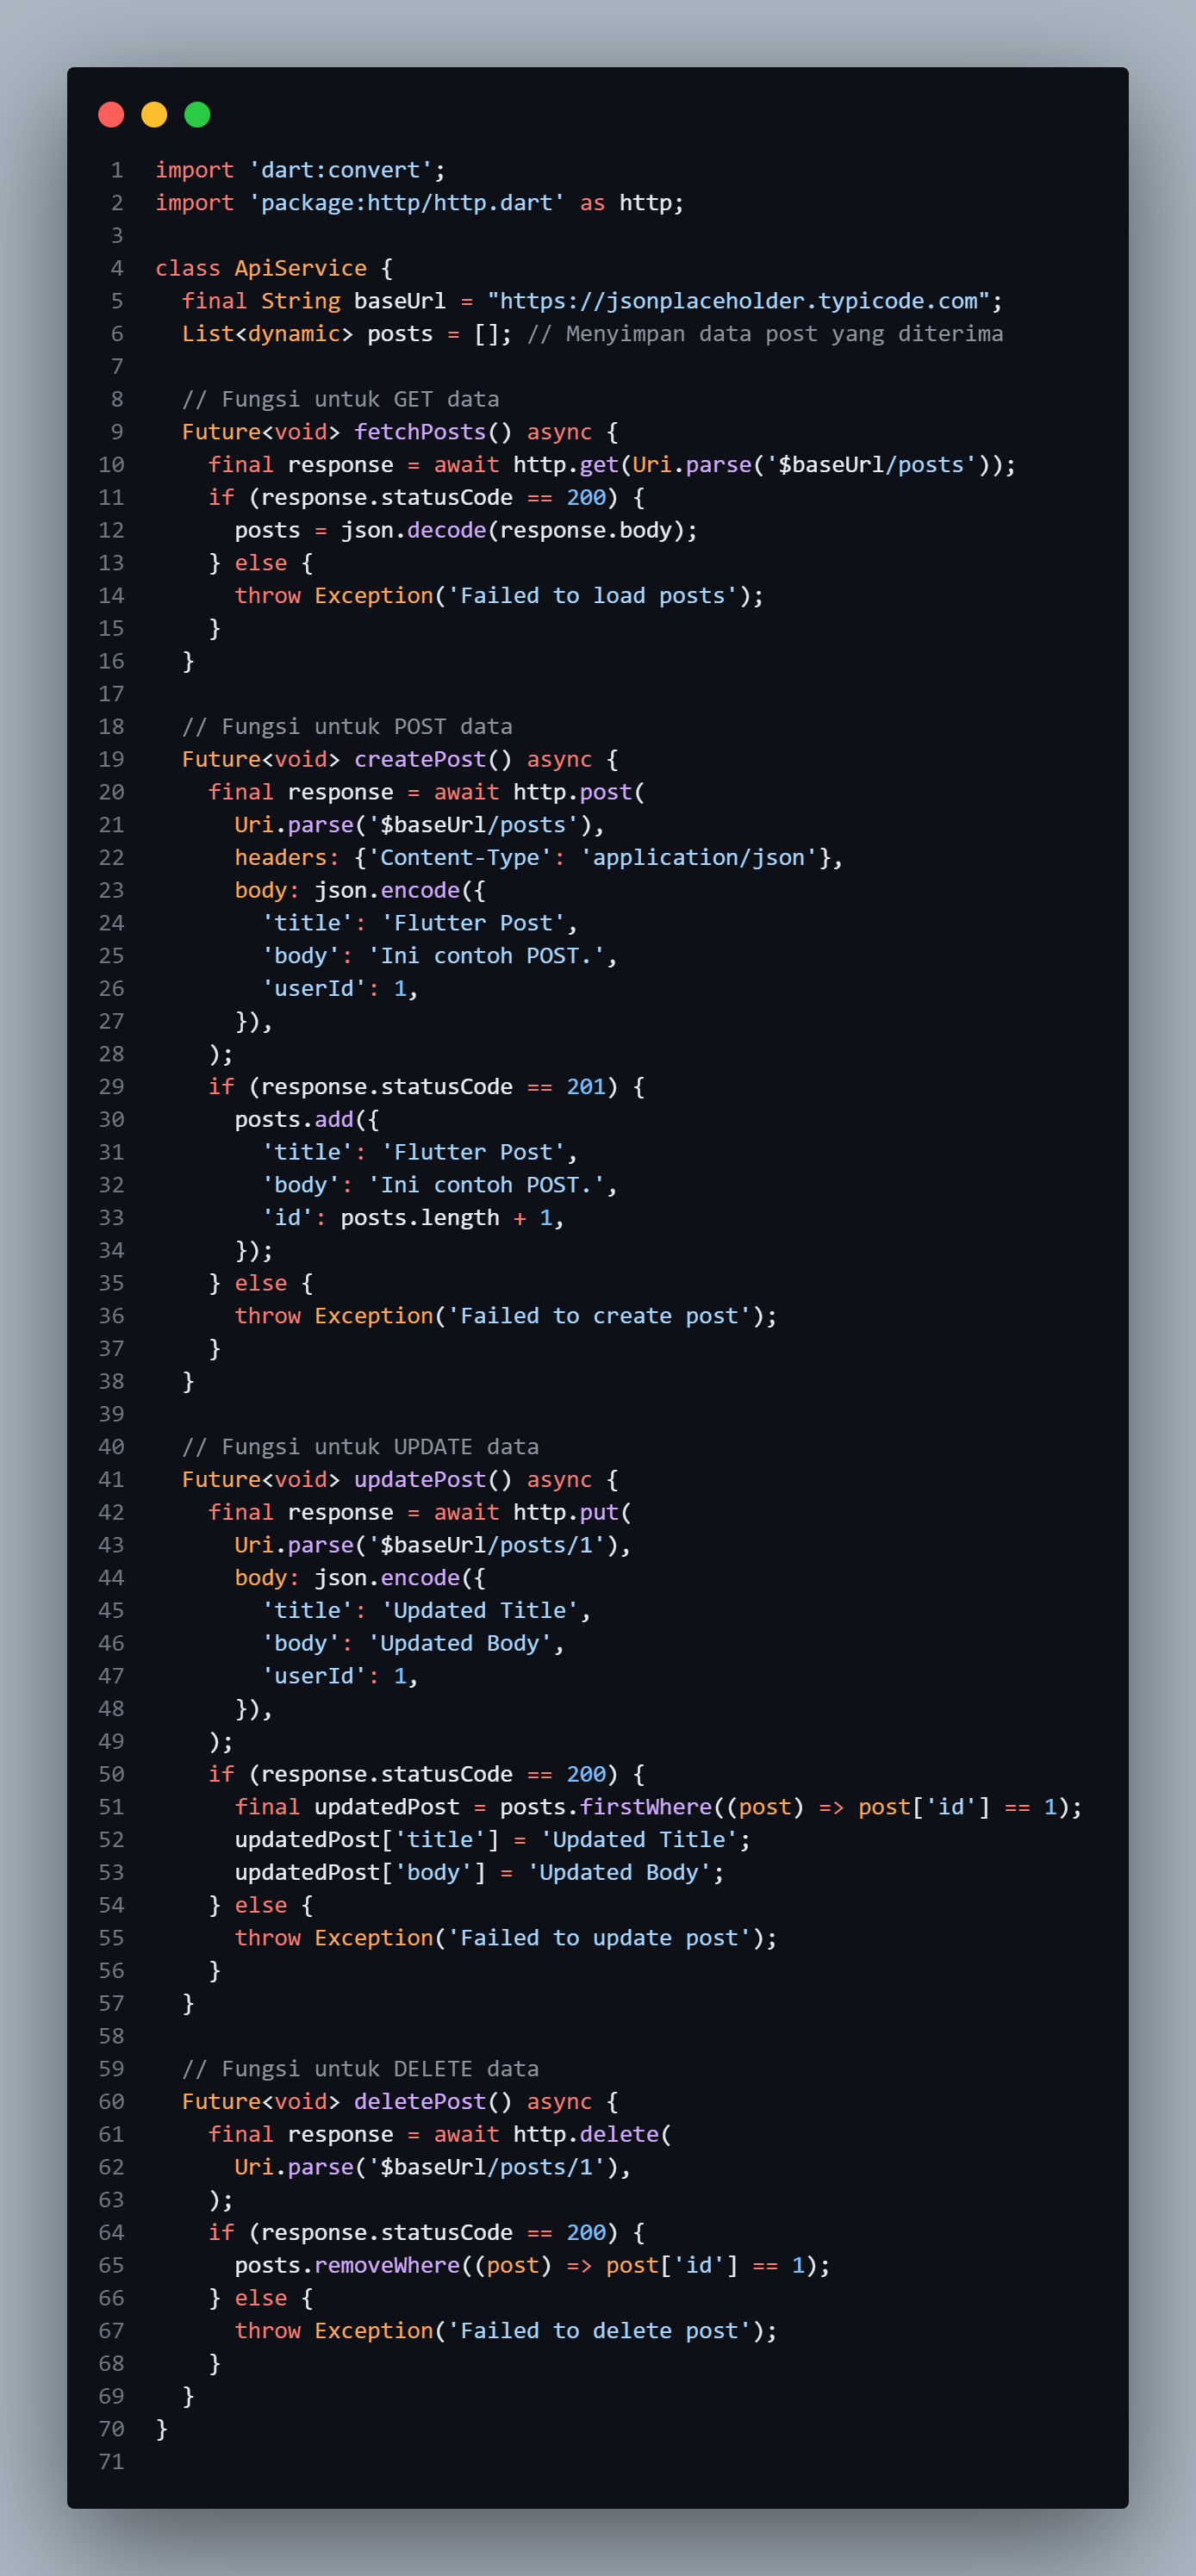 1 import 'dart:convert';
2 import 'package:http/http.dart' as http;
3
4 class ApiService {
5   final String baseUrl = "https://jsonplaceholder.typicode.com";
6   List<dynamic> posts = []; // Menyimpan data post yang diterima
7
8   // Fungsi untuk GET data
9   Future<void> fetchPosts() async {
10     final response = await http.get(Uri.parse('$baseUrl/posts'));
11     if (response.statusCode == 200) {
12       posts = json.decode(response.body);
13     } else {
14       throw Exception('Failed to load posts');
15     }
16   }
17
18   // Fungsi untuk POST data
19   Future<void> createPost() async {
20     final response = await http.post(
21       Uri.parse('$baseUrl/posts'),
22       headers: {'Content-Type': 'application/json'},
23       body: json.encode({
24         'title': 'Flutter Post',
25         'body': 'Ini contoh POST.',
26         'userId': 1,
27       }),
28     );
29     if (response.statusCode == 201) {
30       posts.add({
31         'title': 'Flutter Post',
32         'body': 'Ini contoh POST.',
33         'id': posts.length + 1,
34       });
35     } else {
36       throw Exception('Failed to create post');
37     }
38   }
39
40   // Fungsi untuk UPDATE data
41   Future<void> updatePost() async {
42     final response = await http.put(
43       Uri.parse('$baseUrl/posts/1'),
44       body: json.encode({
45         'title': 'Updated Title',
46         'body': 'Updated Body',
47         'userId': 1,
48       }),
49     );
50     if (response.statusCode == 200) {
51       final updatedPost = posts.firstWhere((post) => post['id'] == 1);
52       updatedPost['title'] = 'Updated Title';
53       updatedPost['body'] = 'Updated Body';
54     } else {
55       throw Exception('Failed to update post');
56     }
57   }
58
59   // Fungsi untuk DELETE data
60   Future<void> deletePost() async {
61     final response = await http.delete(
62       Uri.parse('$baseUrl/posts/1'),
63     );
64     if (response.statusCode == 200) {
65       posts.removeWhere((post) => post['id'] == 1);
66     } else {
67       throw Exception('Failed to delete post');
68     }
69   }
70 }
71